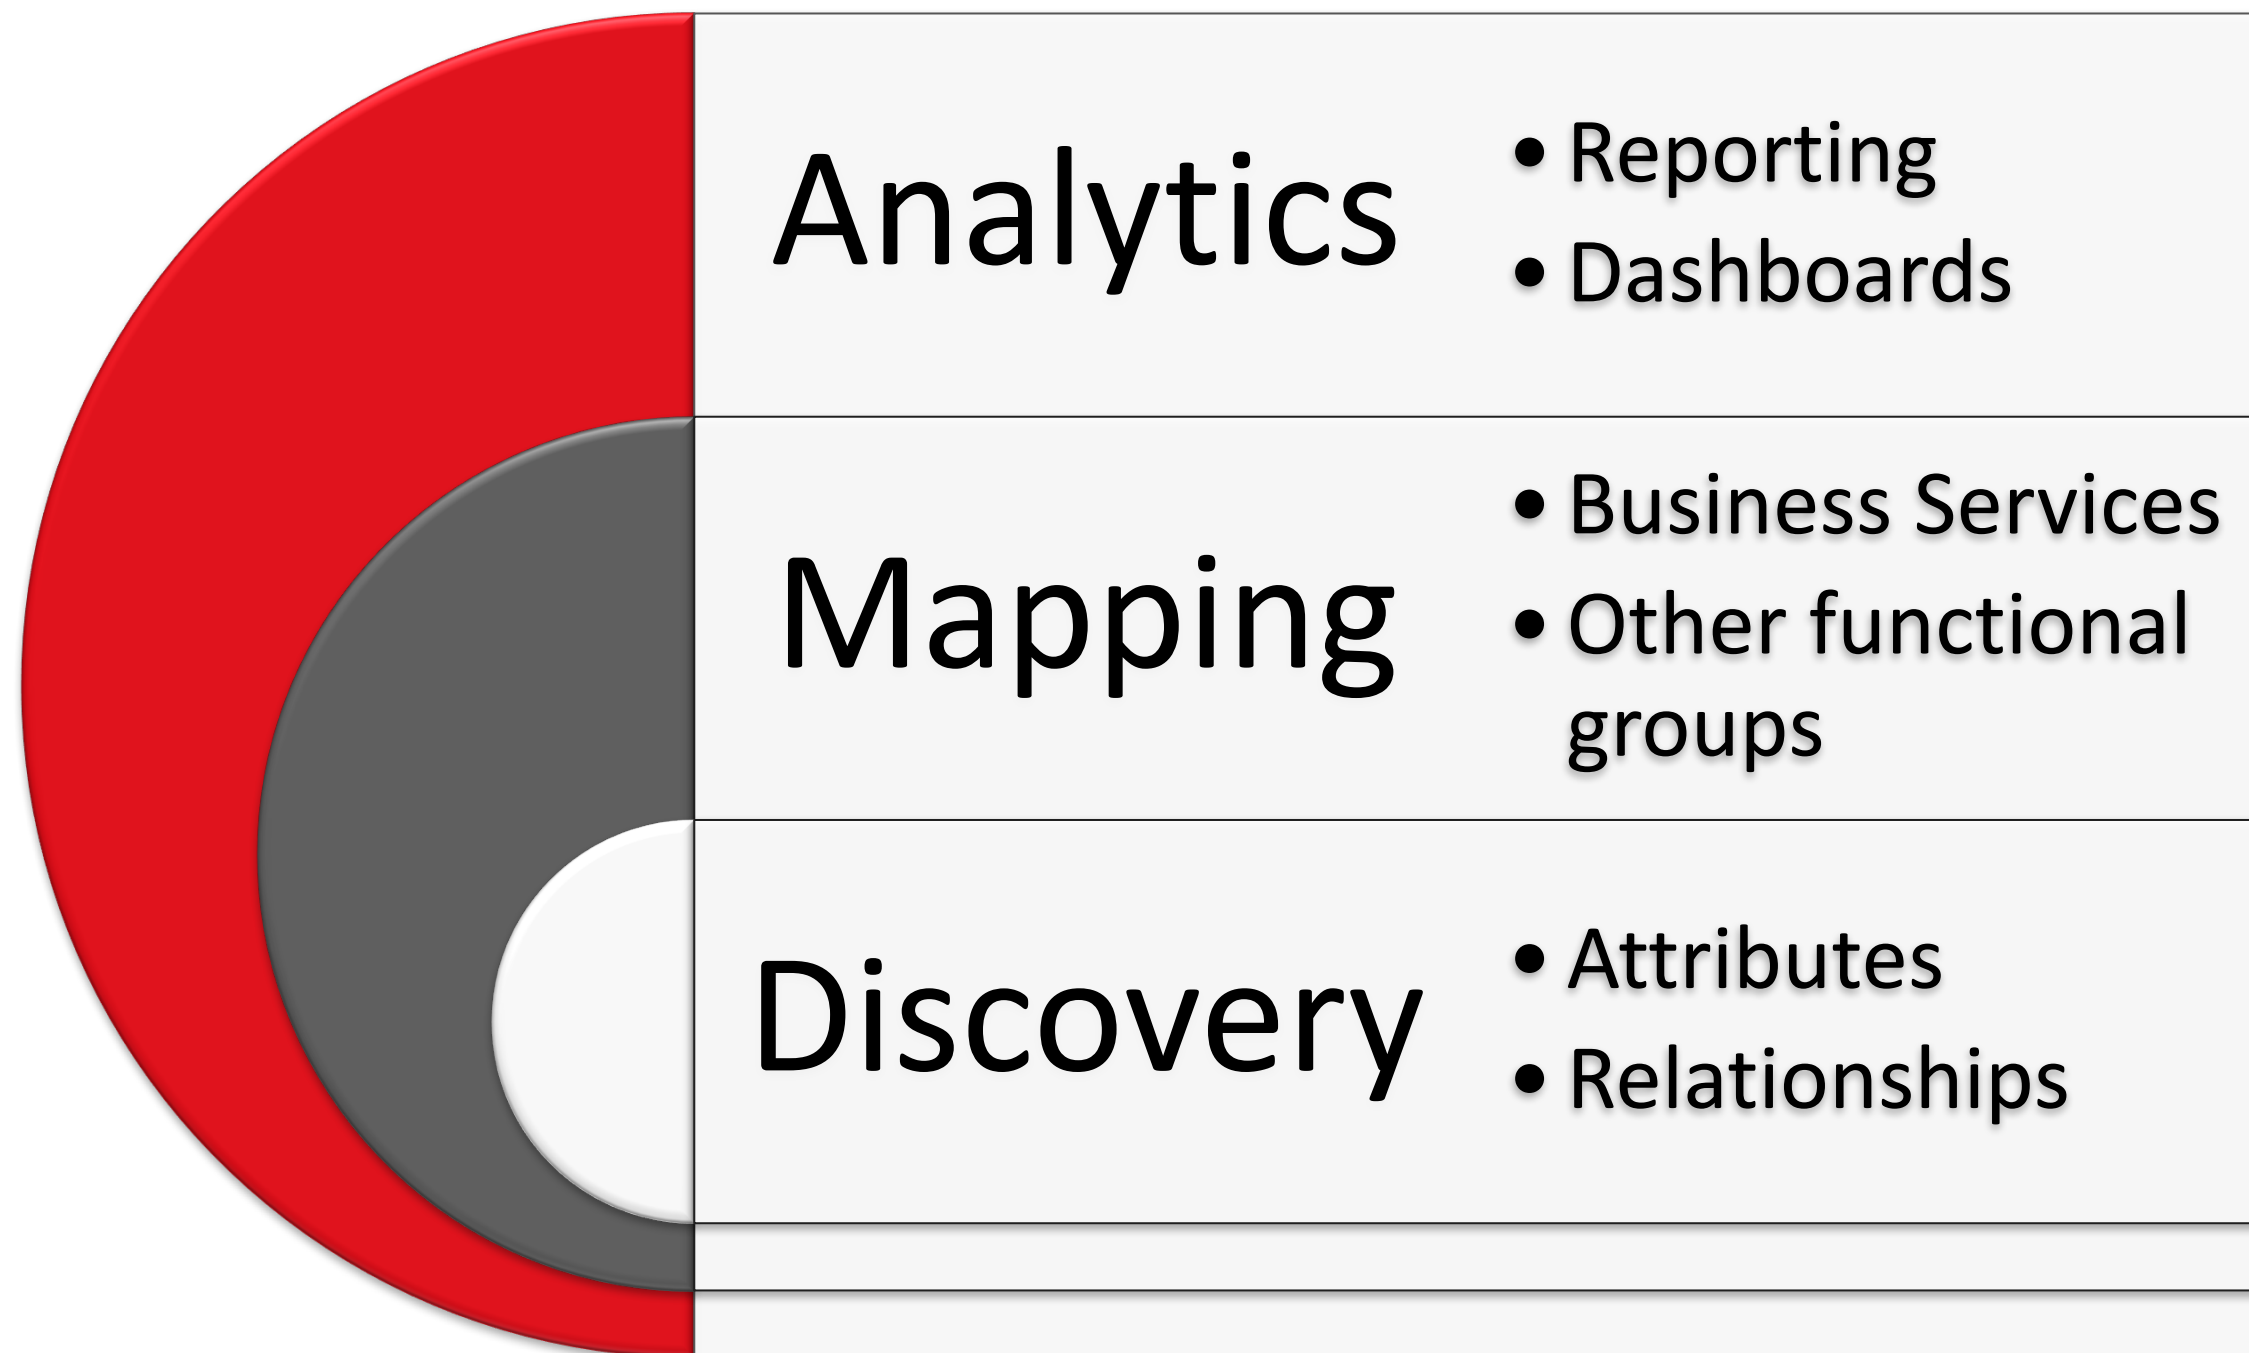 Analytics
• Reporting
• Dashboards
Mapping
• Business Services
• Other functional
groups
Discovery
• Attributes
• Relationships